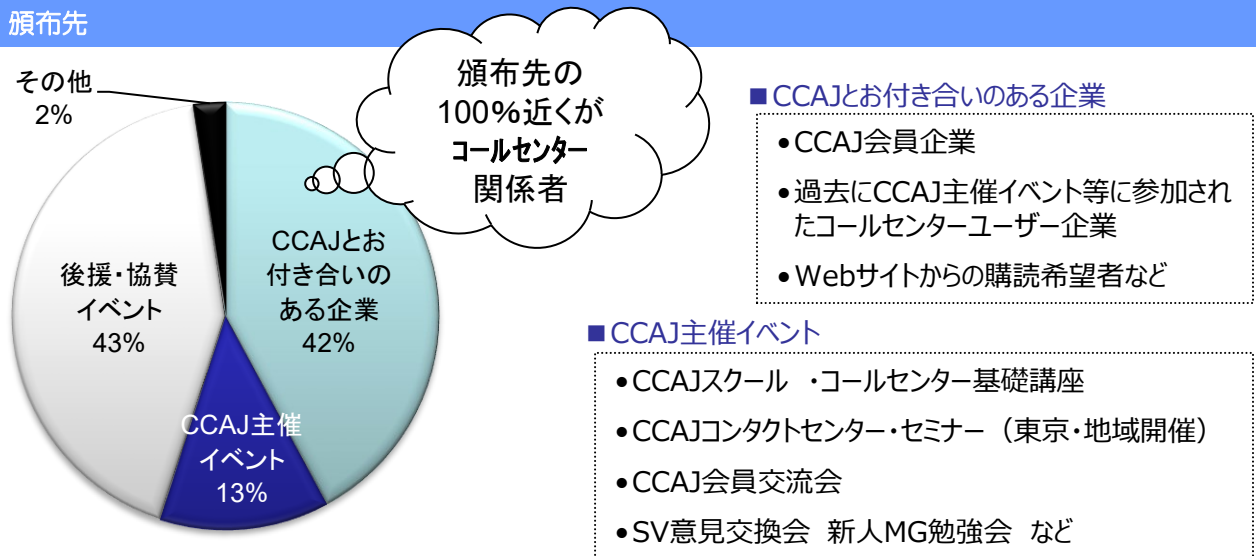 頒布先
その他
2%
頒布先の
100%近くが
コールセンター
関係者
CCAJとお
付き合いの
ある企業
42%
後援・協賛
イベント
43%
CCAJ主催
イベント
13%
■CCAJとお付き合いのある企業
•CCAJ会員企業
•過去にCCAJ主催イベント等に参加され
たコールセンターユーザー企業
•Webサイトからの購読希望者など
■CCAJ主催イベント
•CCAJスクール ・コールセンター基礎講座
•CCAJコンタクトセンター・セミナー（東京・地域開催）
•CCAJ会員交流会
•SV意見交換会 新人MG勉強会 など